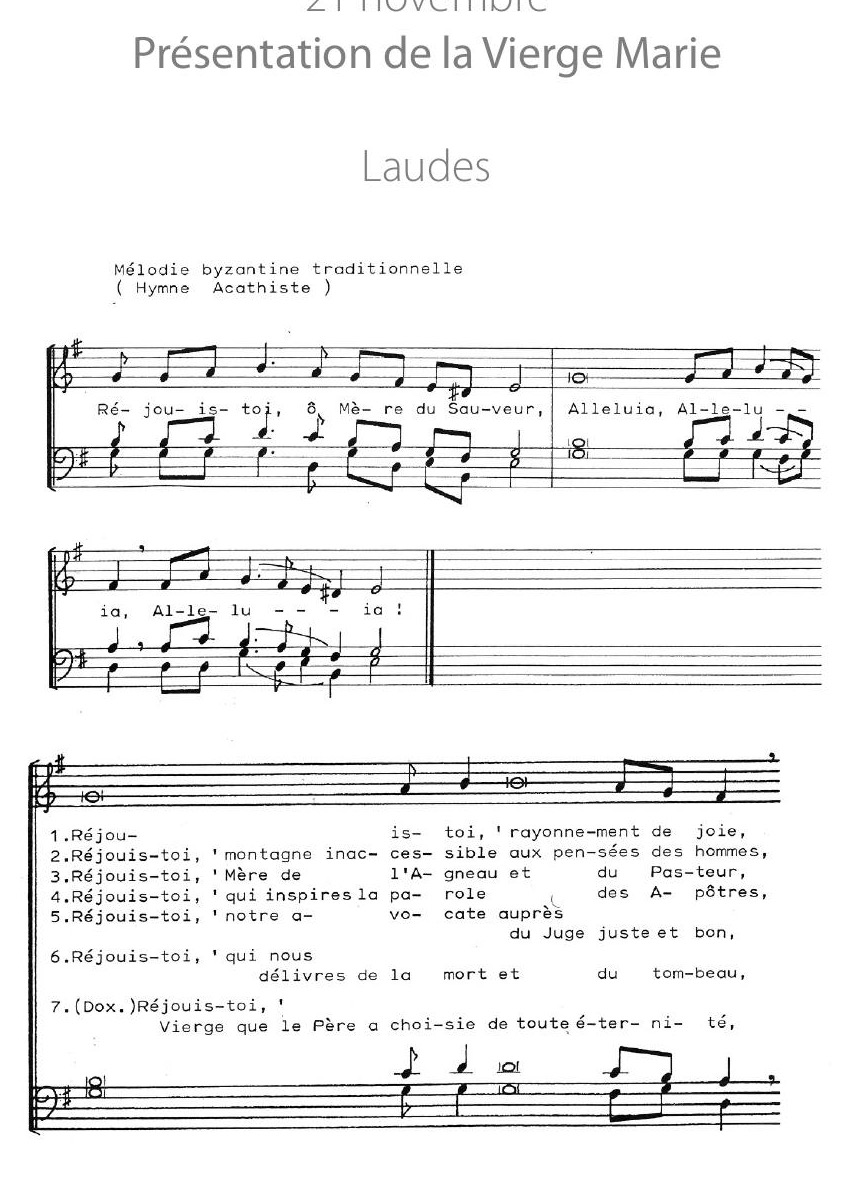 21 novembre
Présentation de la Vierge Marie
Laudes
Mélodie byzantine traditionnelle
( Hymne Acathiste )
Ré- jou- is- toi, ô Mè- re du Sau-veur, Alleluia, Al-le-lu - -
ia, Al-le- lu - - - ia !
1.Réjou- is- toi, ' rayonne-ment de joie,
2.Réjouis-toi, ' montagne inac- ces- sible aux pen-sées des hommes,
3.Réjouis-toi, ' Mère de l'A- gneau et du Pas-teur,
4.Réjouis-toi, ' qui inspires la pa- role des A- pôtres,
5.Réjouis-toi, ' notre a- vo- cate auprès
du Juge juste et bon,
6.Réjouis-toi, ' qui nous
délivres de la mort et du tom-beau,
7.(Dox.)Réjouis-toi, '
Vierge que le Père a choi-sie de toute é-ter- ni- té,